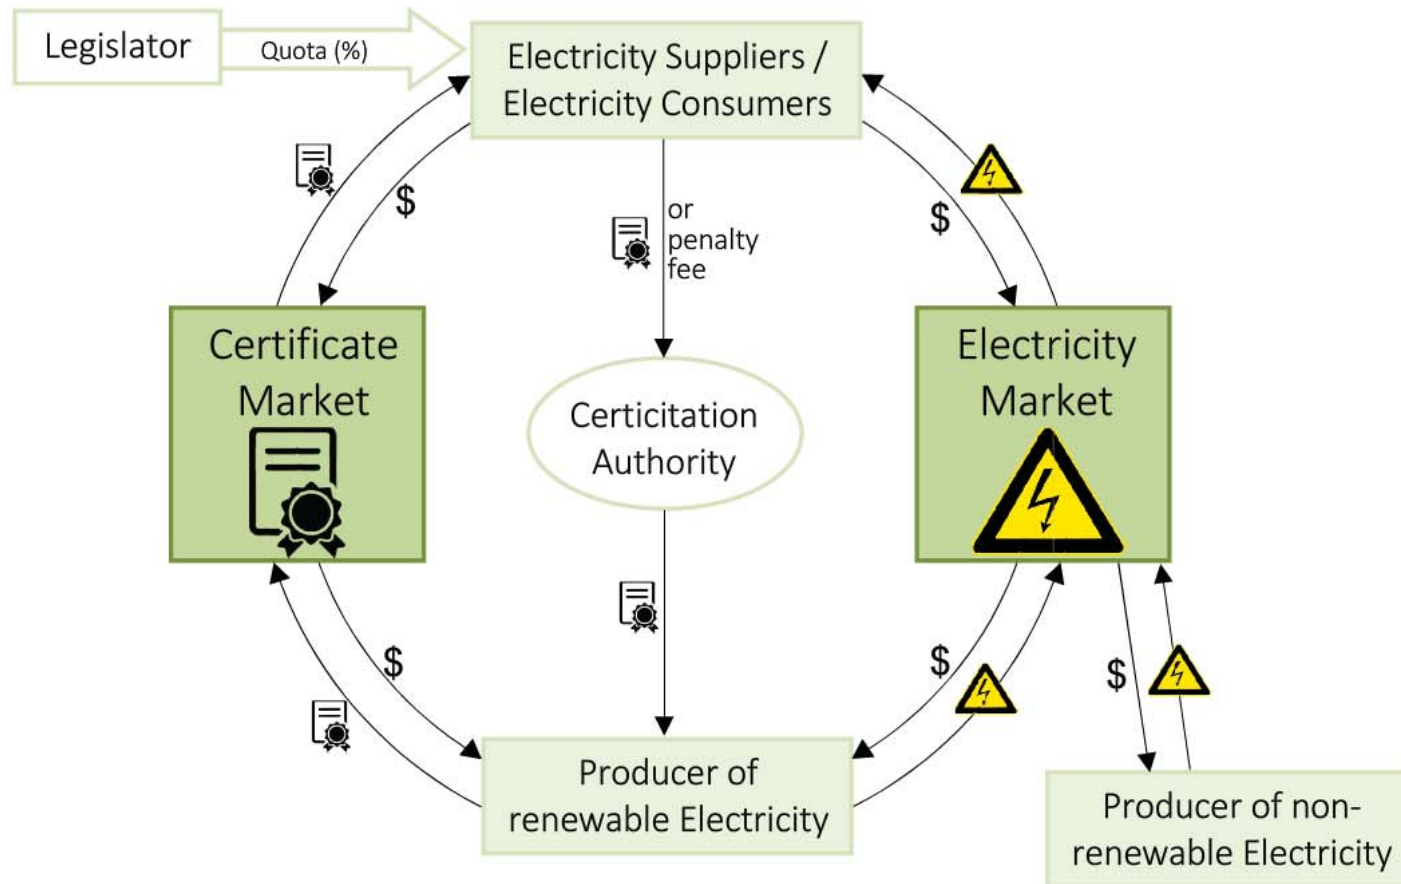 Legislator
Quota (%)
Electricity Suppliers /
Electricity Consumers
$
$
or
penalty
fee
Certificate
Market
Electricity
Market
Certicitation
Authority
$
$
$
Producer of
renewable Electricity
Producer of non-
renewable Electricity